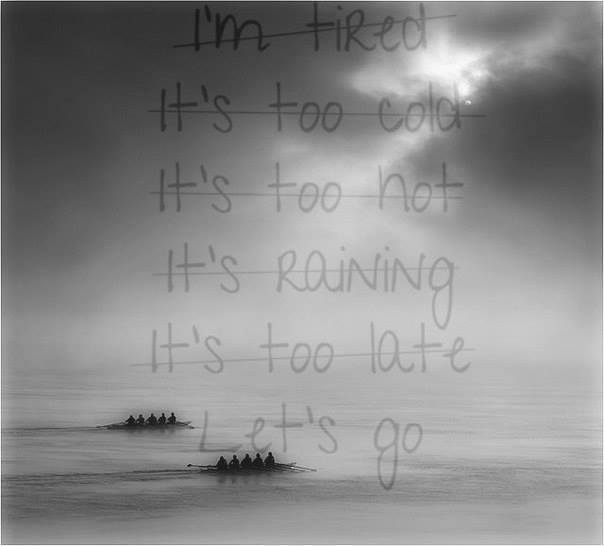 I'm tired
It's too cold
It's too hot
It's raining
It's too late
Let's go